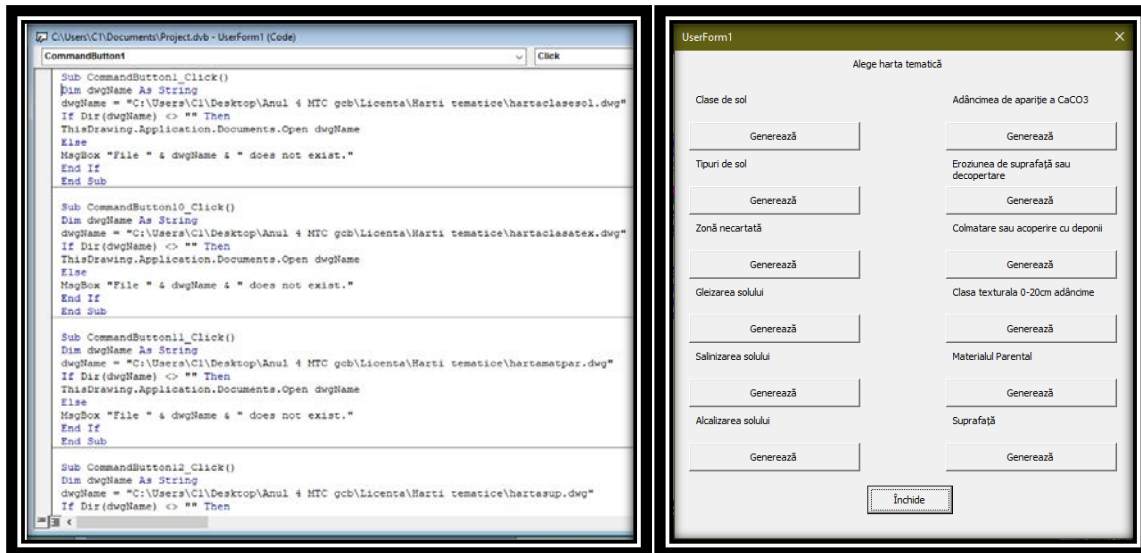 C:\Users\C1\Documents\Project.dvb - UserForm1 (Code)
CommandButton1
Click
Sub CommandButton1_Click()
Dim dwgName As String
dwgName = "C:\Users\C1\Desktop\Anul 4 MTC gcb\Licenta\Harti tematice\hartaclasesol.dwg"
If Dir(dwgName) <> "" Then
ThisDrawing.Application.Documents.Open dwgName
Else
MsgBox "File " & dwgName & " does not exist."
End If
End Sub
Sub CommandButton10_Click()
Dim dwgName As String
dwgName = "C:\Users\C1\Desktop\Anul 4 MTC gcb\Licenta\Harti tematice\hartaclasatex.dwg"
If Dir(dwgName) <> "" Then
ThisDrawing.Application.Documents.Open dwgName
Else
MsgBox "File " & dwgName & " does not exist."
End If
End Sub
Sub CommandButton11_Click()
Dim dwgName As String
dwgName = "C:\Users\C1\Desktop\Anul 4 MTC gcb\Licenta\Harti tematice\hartamatpar.dwg"
If Dir(dwgName) <> "" Then
ThisDrawing.Application.Documents.Open dwgName
Else
MsgBox "File " & dwgName & " does not exist."
End If
End Sub
Sub CommandButton12_Click()
Dim dwgName As String
dwgName = "C:\Users\C1\Desktop\Anul 4 MTC gcb\Licenta\Harti tematice\hartasup.dwg"
If Dir(dwgName) <> "" Then
UserForm1
Alege harta tematică
Clase de sol
Generează
Tipuri de sol
Generează
Zonă necartată
Generează
Gleizarea solului
Generează
Salinizarea solului
Generează
Alcalizarea solului
Generează
Adâncimea de apariție a CaCO3
Generează
Eroziunea de suprafață sau
decopertare
Generează
Colmatare sau acoperire cu deponii
Generează
Clasa texturala 0-20cm adâncime
Generează
Materialul Parental
Generează
Suprafață
Generează
Închide